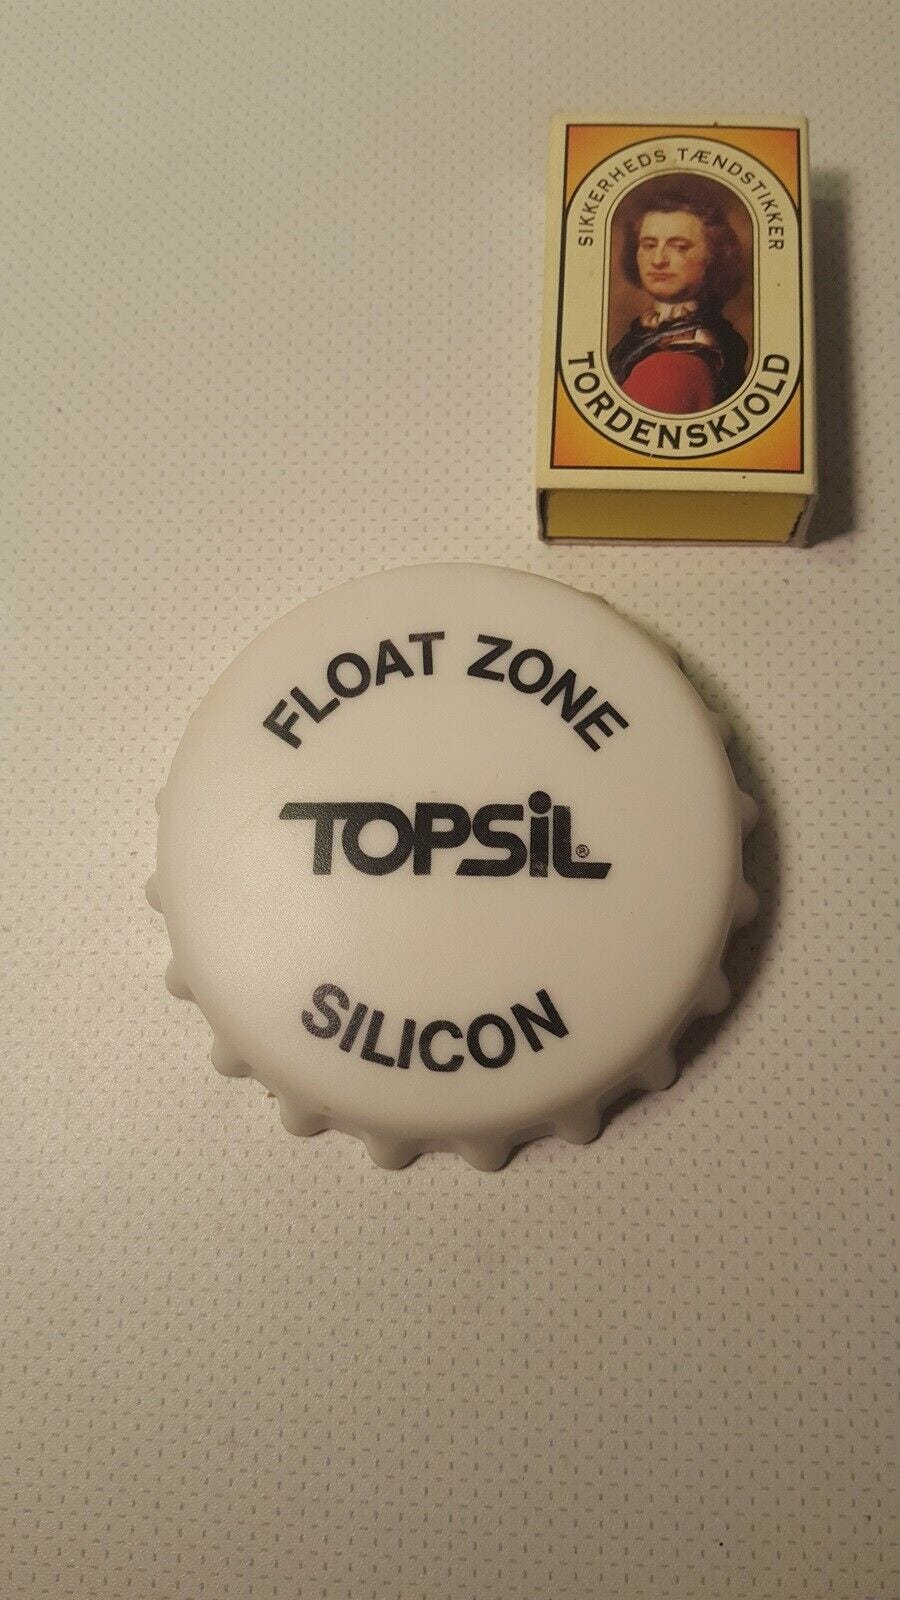 SIKKERHEDS TÆNDSTIKKER
TORDENSKJOLD
FLOAT ZONE
TOPSiL®
SILICON